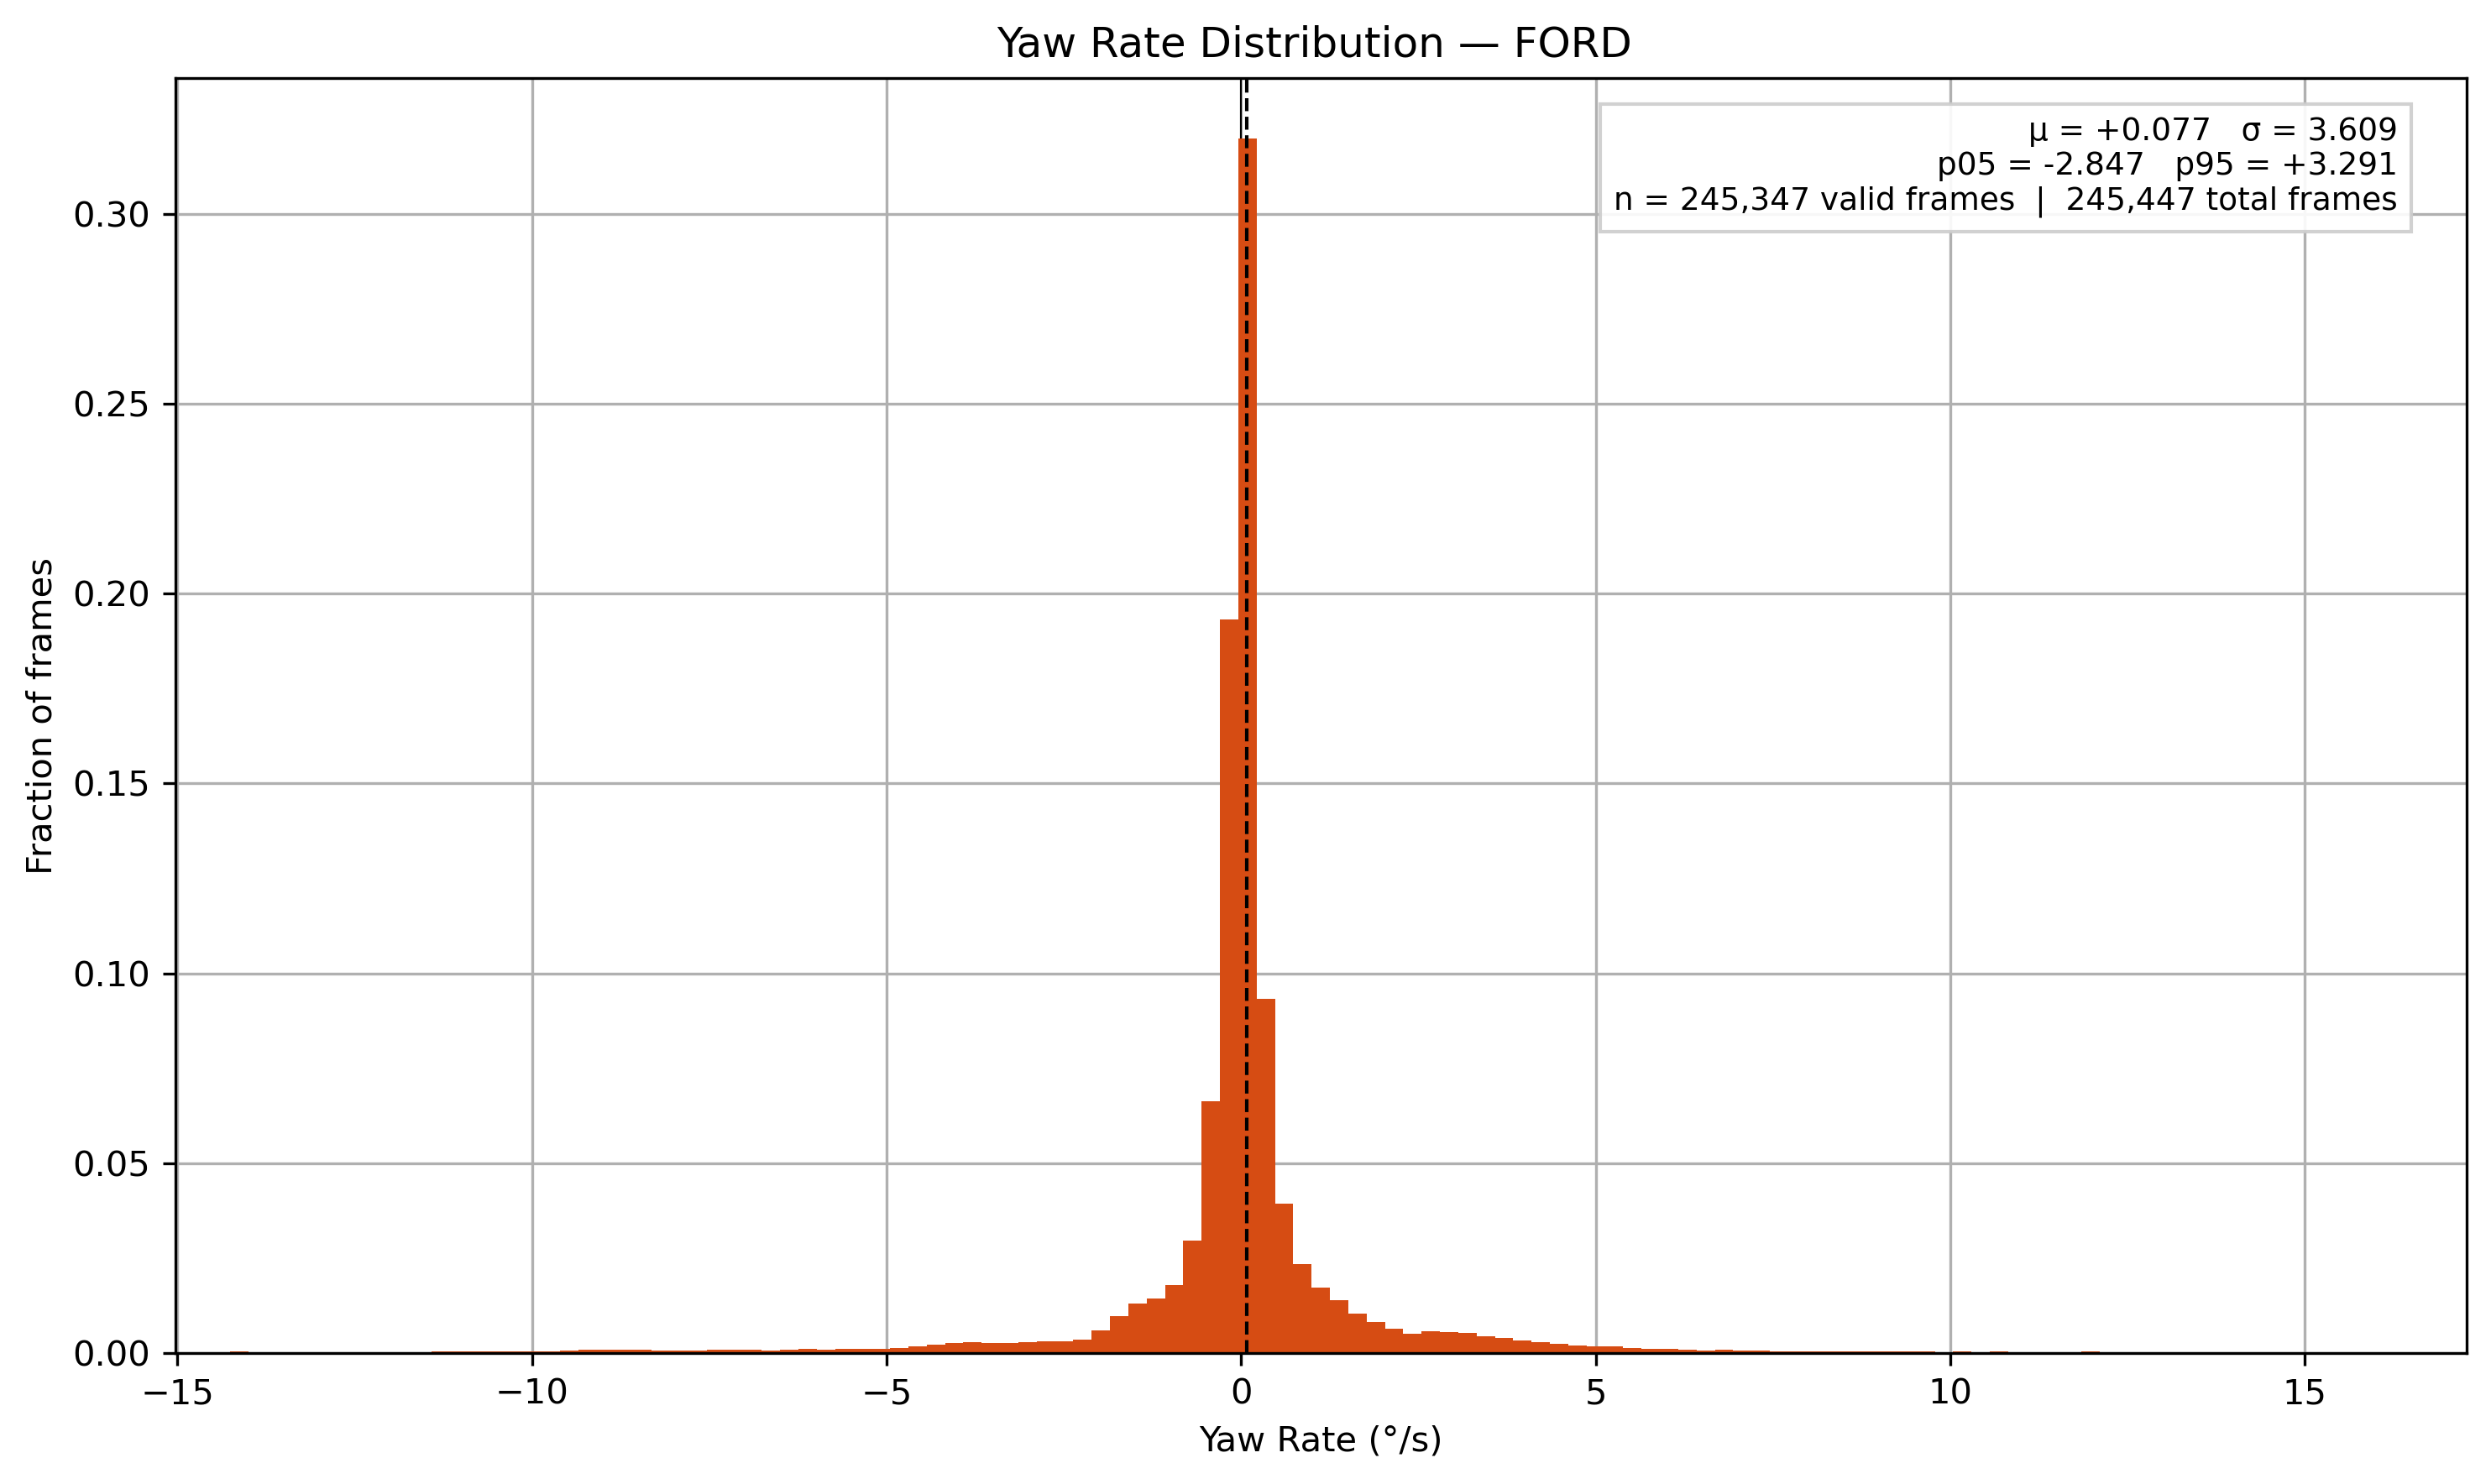 Yaw Rate Distribution — FORD
μ = +0.077   σ = 3.609
p05 = -2.847   p95 = +3.291
n = 245,347 valid frames  |  245,447 total frames
Fraction of frames
0.30
0.25
0.20
0.15
0.10
0.05
0.00
−15 −10 −5 0 5 10 15
Yaw Rate (°/s)